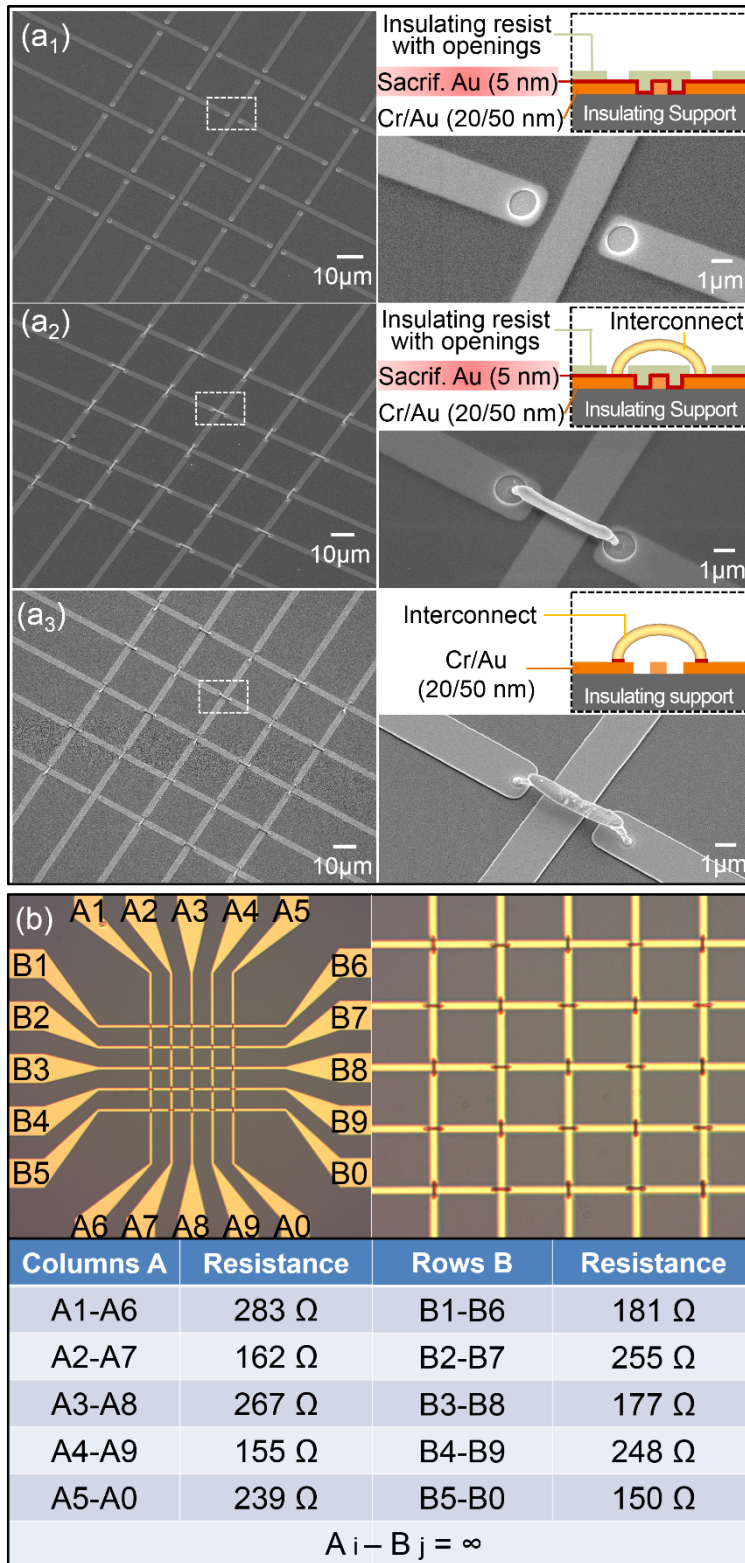 (a1)
Insulating resist
with openings
Sacrif. Au (5 nm)
Cr/Au (20/50 nm)
Insulating Support
10µm
1µm
(a2)
Insulating resist
with openings
Interconnect
Sacrif. Au (5 nm)
Cr/Au (20/50 nm)
Insulating Support
10µm
1µm
(a3)
Interconnect
Cr/Au
(20/50 nm)
Insulating support
10µm
1µm
(b)
A1 A2 A3 A4 A5
B1 B6
B2 B7
B3 B8
B4 B9
B5 B0
A6 A7 A8 A9 A0
Columns A Resistance Rows B Resistance
A1-A6 283 Ω B1-B6 181 Ω
A2-A7 162 Ω B2-B7 255 Ω
A3-A8 267 Ω B3-B8 177 Ω
A4-A9 155 Ω B4-B9 248 Ω
A5-A0 239 Ω B5-B0 150 Ω
A i – B j = ∞